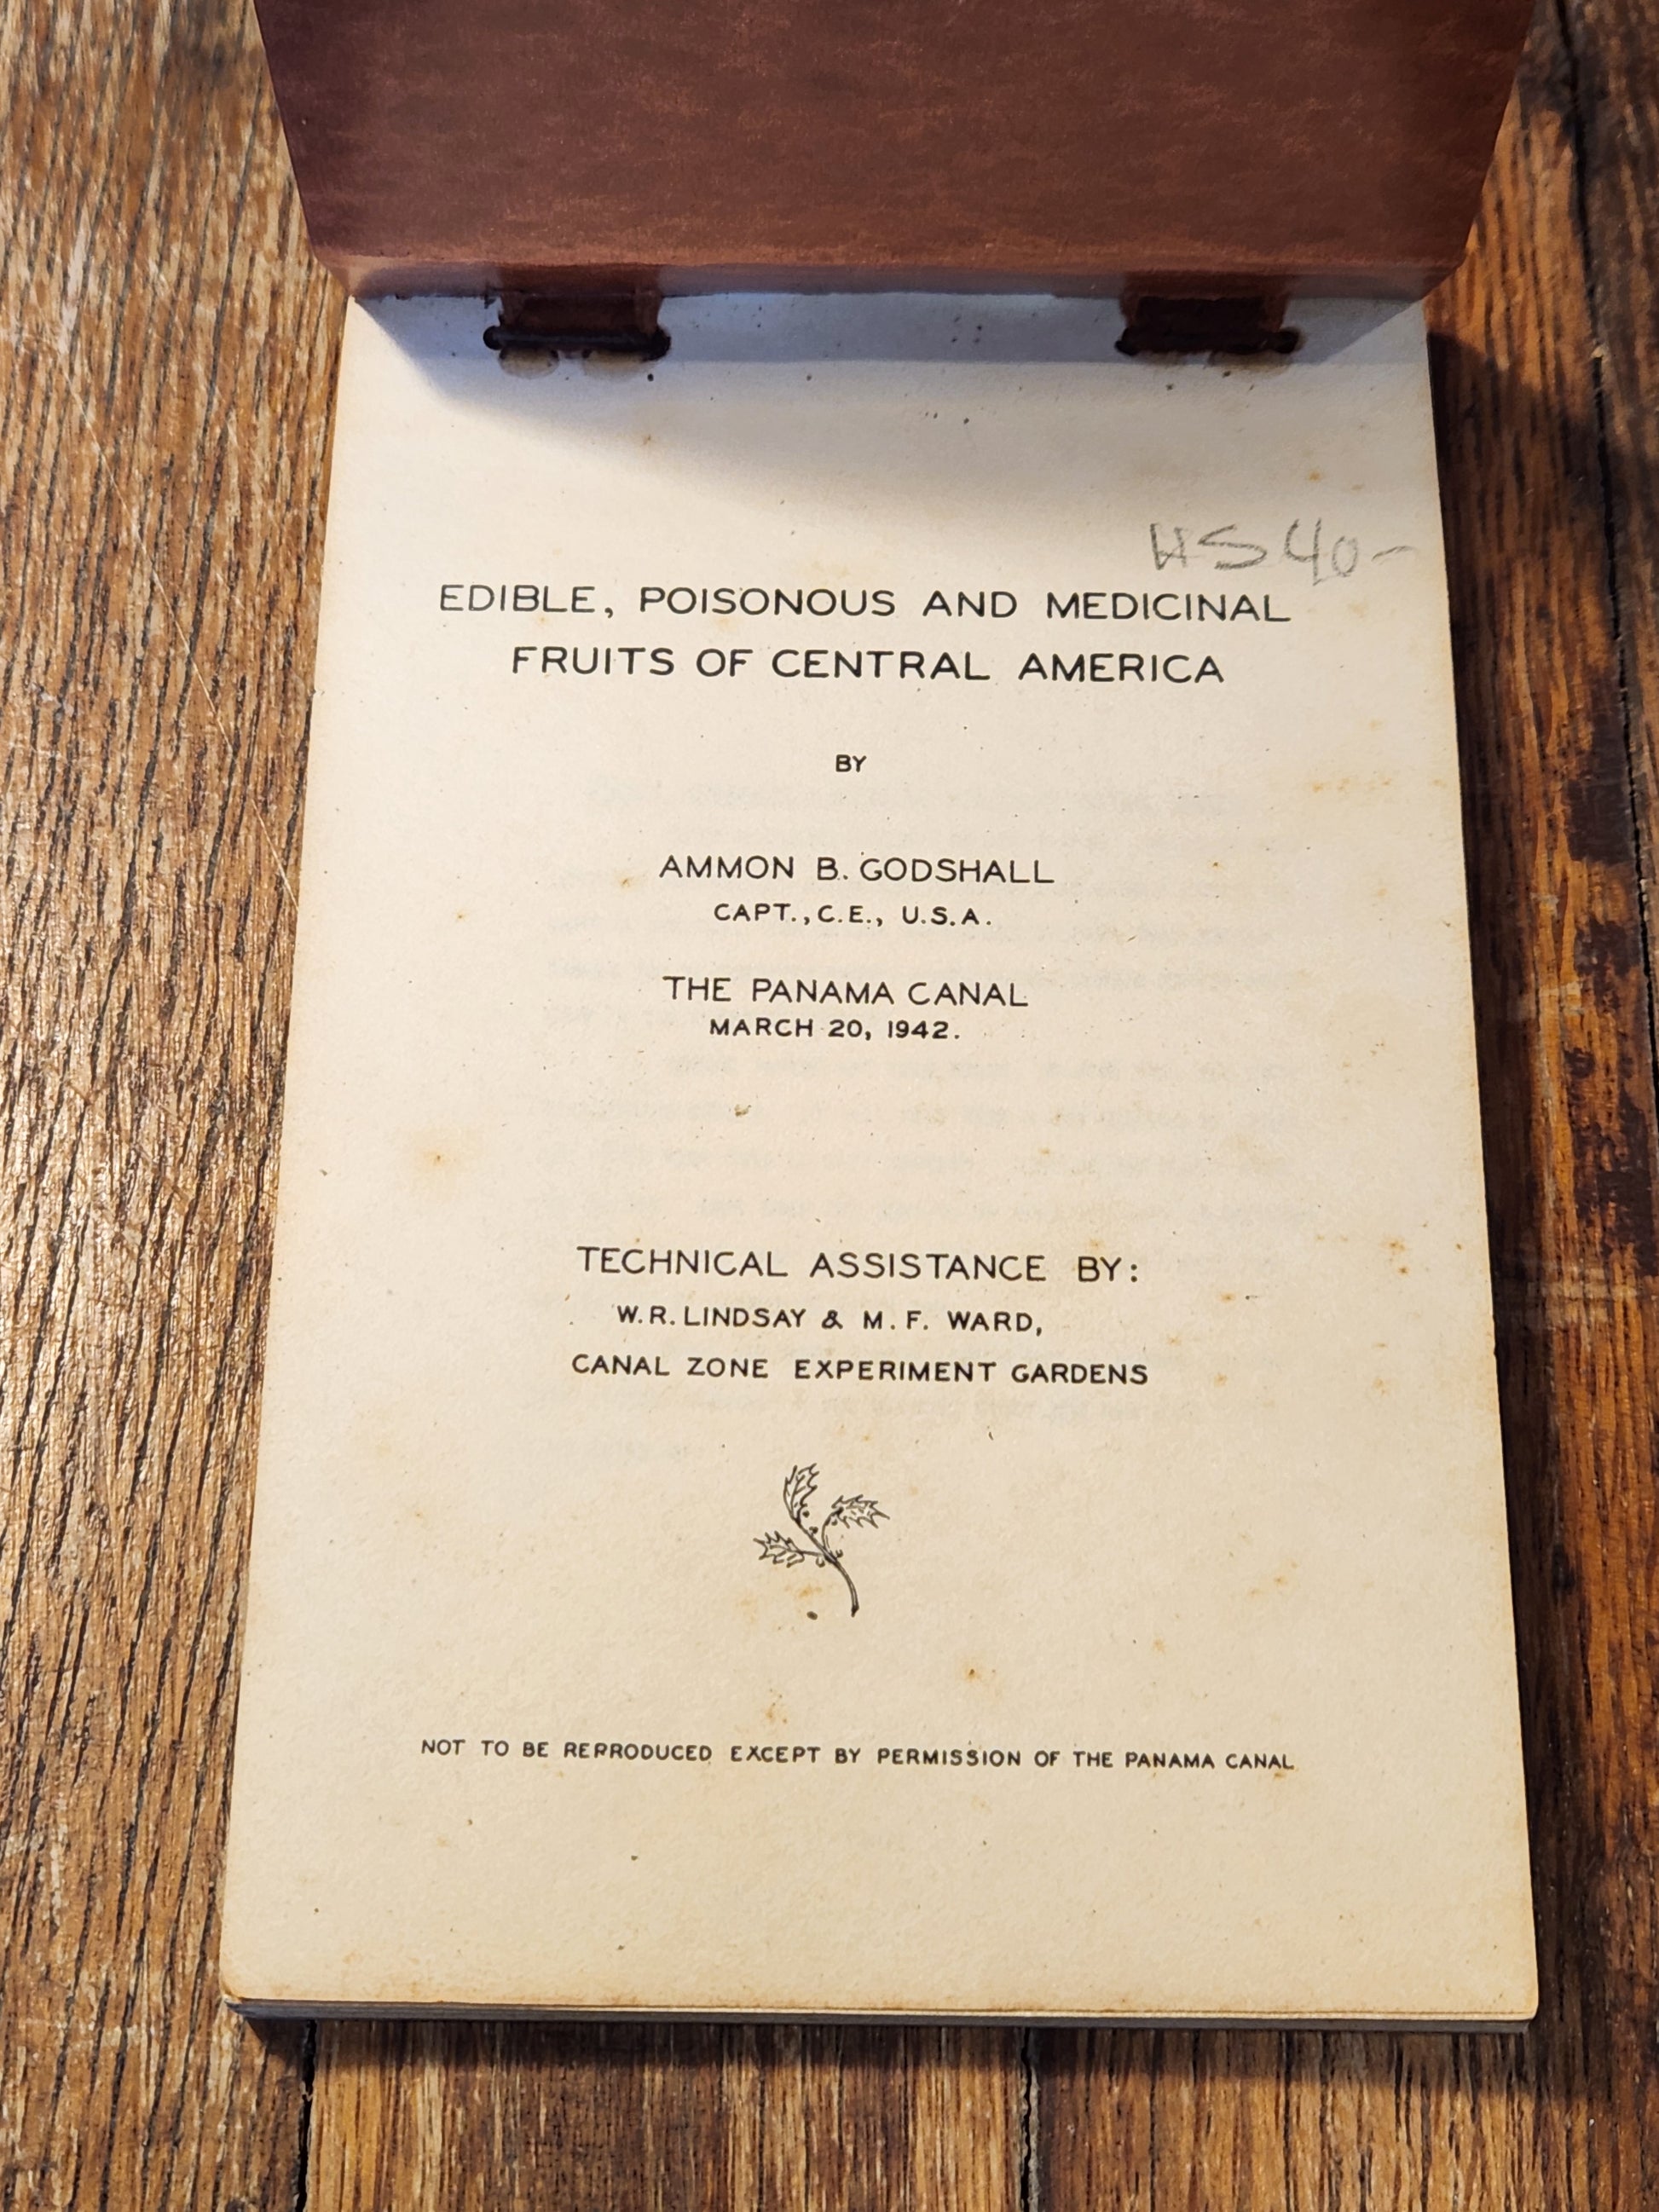 HS 40-
EDIBLE, POISONOUS AND MEDICINAL
FRUITS OF CENTRAL AMERICA
BY
AMMON B. GODSHALL
CAPT., C.E., U.S.A.
THE PANAMA CANAL
MARCH 20, 1942.
TECHNICAL ASSISTANCE BY:
W.R. LINDSAY & M.F. WARD,
CANAL ZONE EXPERIMENT GARDENS
NOT TO BE REPRODUCED EXCEPT BY PERMISSION OF THE PANAMA CANAL